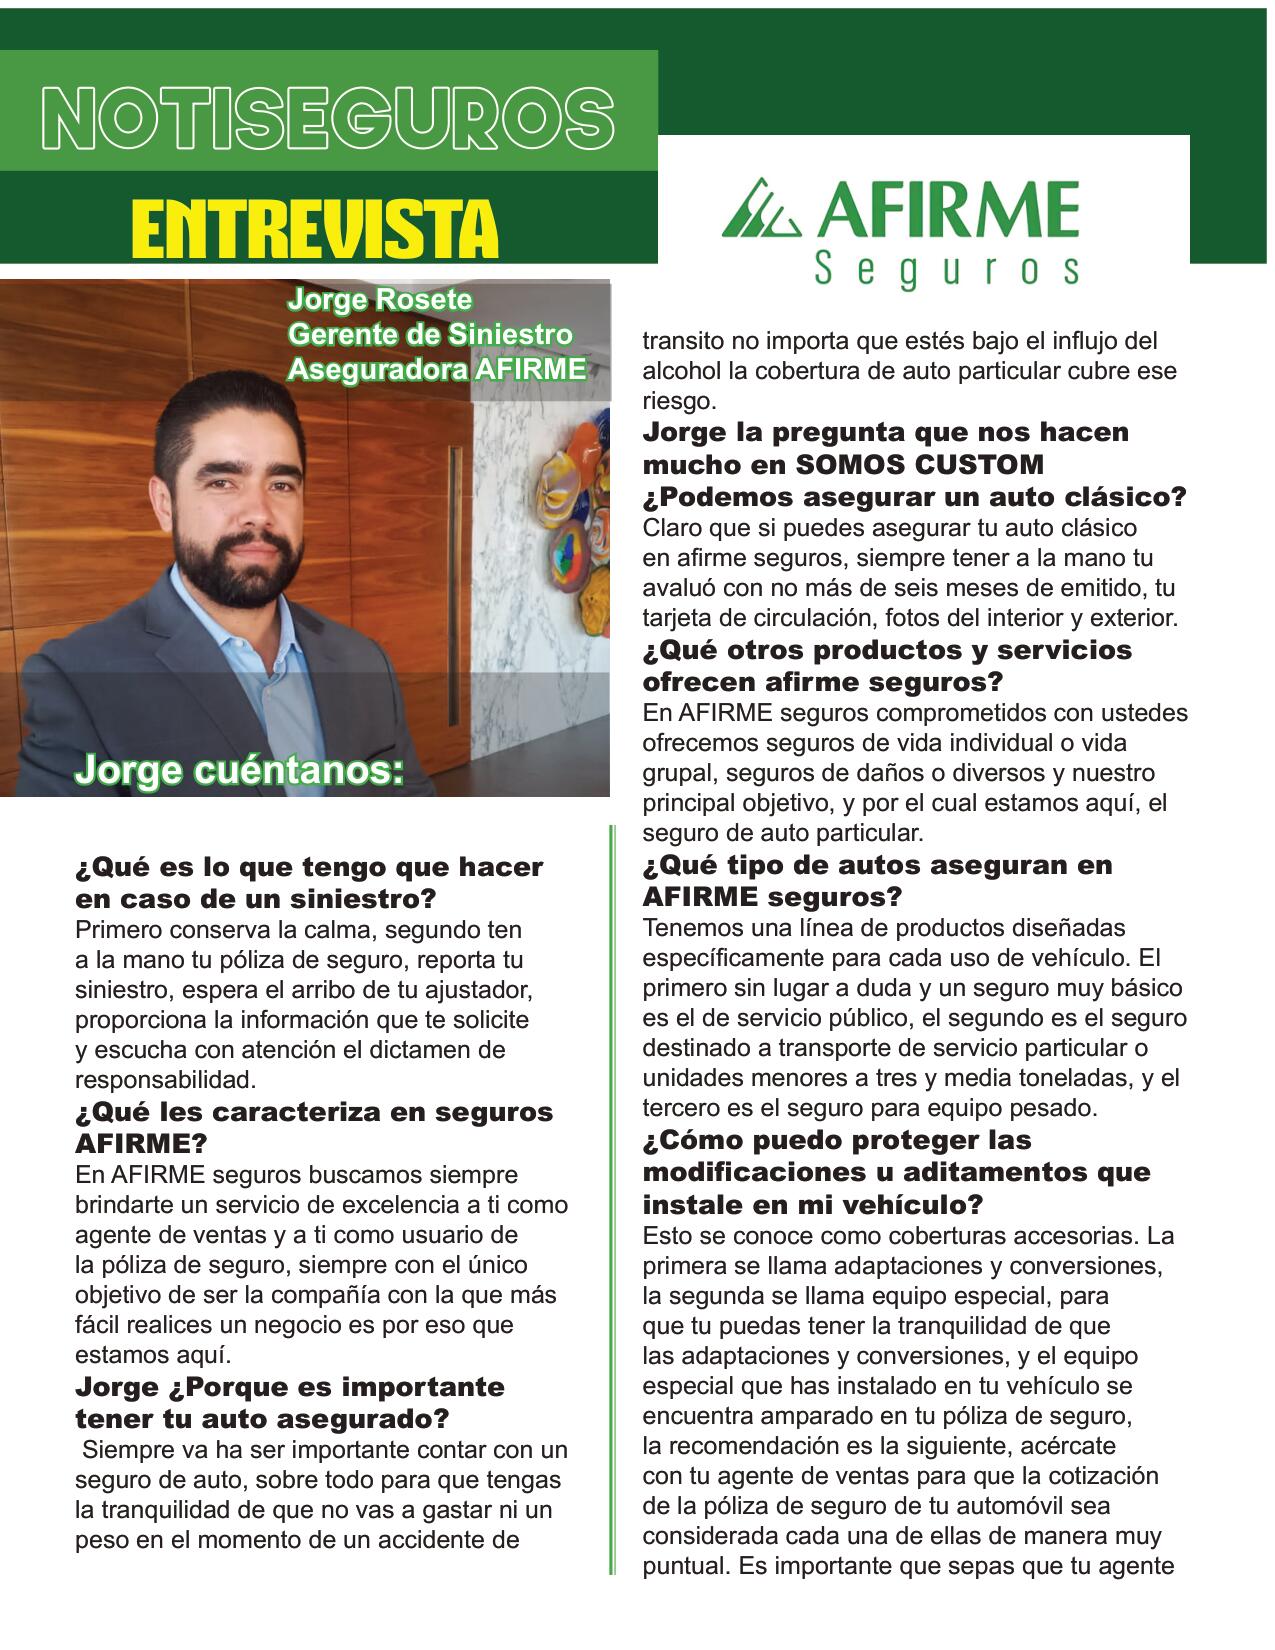 NOTISEGUROS
ENTREVISTA
AFIRME
Seguros
Jorge Rosete
Gerente de Siniestro
Aseguradora AFIRME
Jorge cuéntanos:
¿Qué es lo que tengo que hacer
en caso de un siniestro?
Primero conserva la calma, segundo ten
a la mano tu póliza de seguro, reporta tu
siniestro, espera el arribo de tu ajustador,
proporciona la información que te solicite
y escucha con atención el dictamen de
responsabilidad.
¿Qué les caracteriza en seguros
AFIRME?
En AFIRME seguros buscamos siempre
brindarte un servicio de excelencia a ti como
agente de ventas y a ti como usuario de
la póliza de seguro, siempre con el único
objetivo de ser la compañía con la que más
fácil realices un negocio es por eso que
estamos aquí.
Jorge ¿Porque es importante
tener tu auto asegurado?
Siempre va ha ser importante contar con un
seguro de auto, sobre todo para que tengas
la tranquilidad de que no vas a gastar ni un
peso en el momento de un accidente de
transito no importa que estés bajo el influjo del
alcohol la cobertura de auto particular cubre ese
riesgo.
Jorge la pregunta que nos hacen
mucho en SOMOS CUSTOM
¿Podemos asegurar un auto clásico?
Claro que si puedes asegurar tu auto clásico
en afirme seguros, siempre tener a la mano tu
avaluó con no más de seis meses de emitido, tu
tarjeta de circulación, fotos del interior y exterior.
¿Qué otros productos y servicios
ofrecen afirme seguros?
En AFIRME seguros comprometidos con ustedes
ofrecemos seguros de vida individual o vida
grupal, seguros de daños o diversos y nuestro
principal objetivo, y por el cual estamos aquí, el
seguro de auto particular.
¿Qué tipo de autos aseguran en
AFIRME seguros?
Tenemos una línea de productos diseñadas
específicamente para cada uso de vehículo. El
primero sin lugar a duda y un seguro muy básico
es el de servicio público, el segundo es el seguro
destinado a transporte de servicio particular o
unidades menores a tres y media toneladas, y el
tercero es el seguro para equipo pesado.
¿Cómo puedo proteger las
modificaciones u aditamentos que
instale en mi vehículo?
Esto se conoce como coberturas accesorias. La
primera se llama adaptaciones y conversiones,
la segunda se llama equipo especial, para
que tu puedas tener la tranquilidad de que
las adaptaciones y conversiones, y el equipo
especial que has instalado en tu vehículo se
encuentra amparado en tu póliza de seguro,
la recomendación es la siguiente, acércate
con tu agente de ventas para que la cotización
de la póliza de seguro de tu automóvil sea
considerada cada una de ellas de manera muy
puntual. Es importante que sepas que tu agente